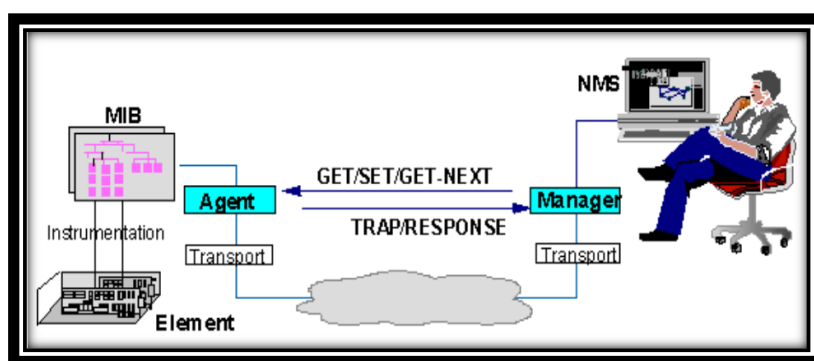 NMS
MIB
GET/SET/GET-NEXT
Agent
Manager
TRAP/RESPONSE
Instrumentation
Transport
Transport
Element